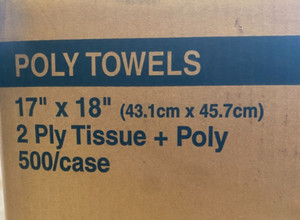 POLY TOWELS
17" x 18" (43.1cm x 45.7cm)
2 Ply Tissue + Poly
500/case